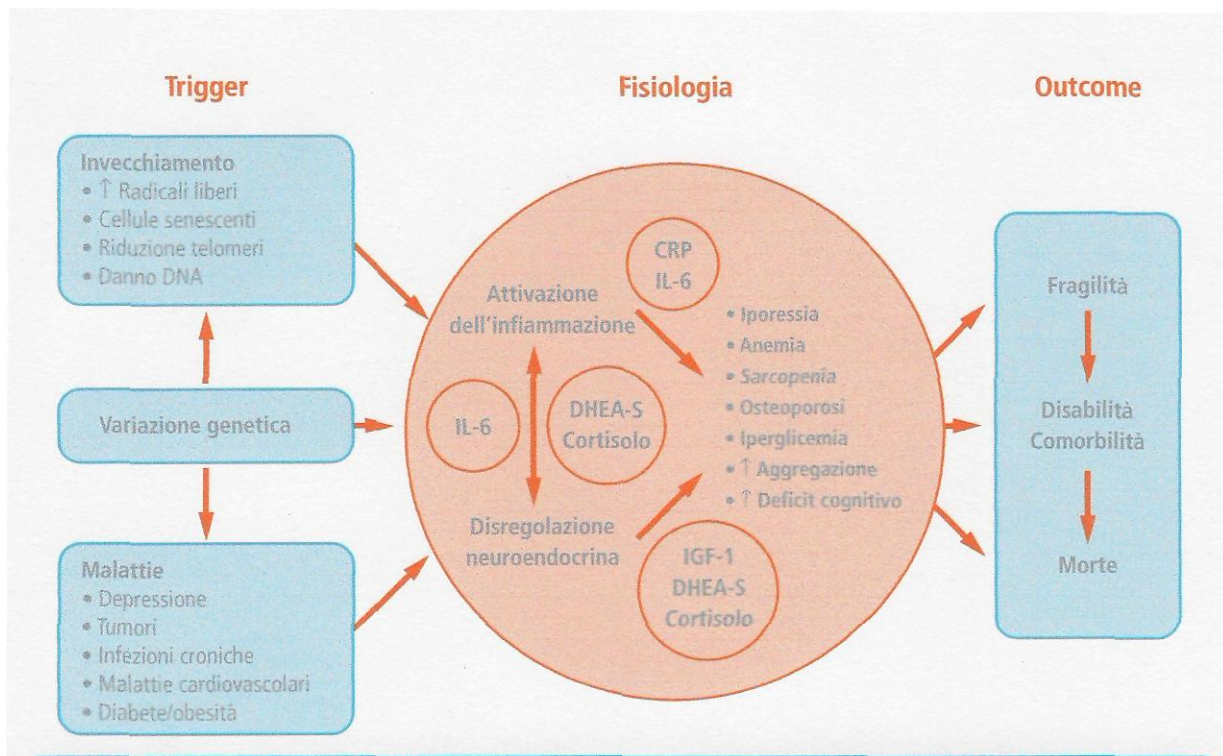 Trigger
Fisiologia
Outcome
Invecchiamento
• ↑ Radicali liberi
• Cellule senescenti
• Riduzione telomeri
• Danno DNA
Variazione genetica
Malattie
• Depressione
• Tumori
• Infezioni croniche
• Malattie cardiovascolari
• Diabete/obesità
CRP
IL-6
Attivazione
dell'infiammazione
IL-6
DHEA-S
Cortisolo
Disregolazione
neuroendocrina
• Iporessia
• Anemia
• Sarcopenia
• Osteoporosi
• Iperglicemia
• ↑ Aggregazione
• ↑ Deficit cognitivo
IGF-1
DHEA-S
Cortisolo
Fragilità
Disabilità
Comorbilità
Morte